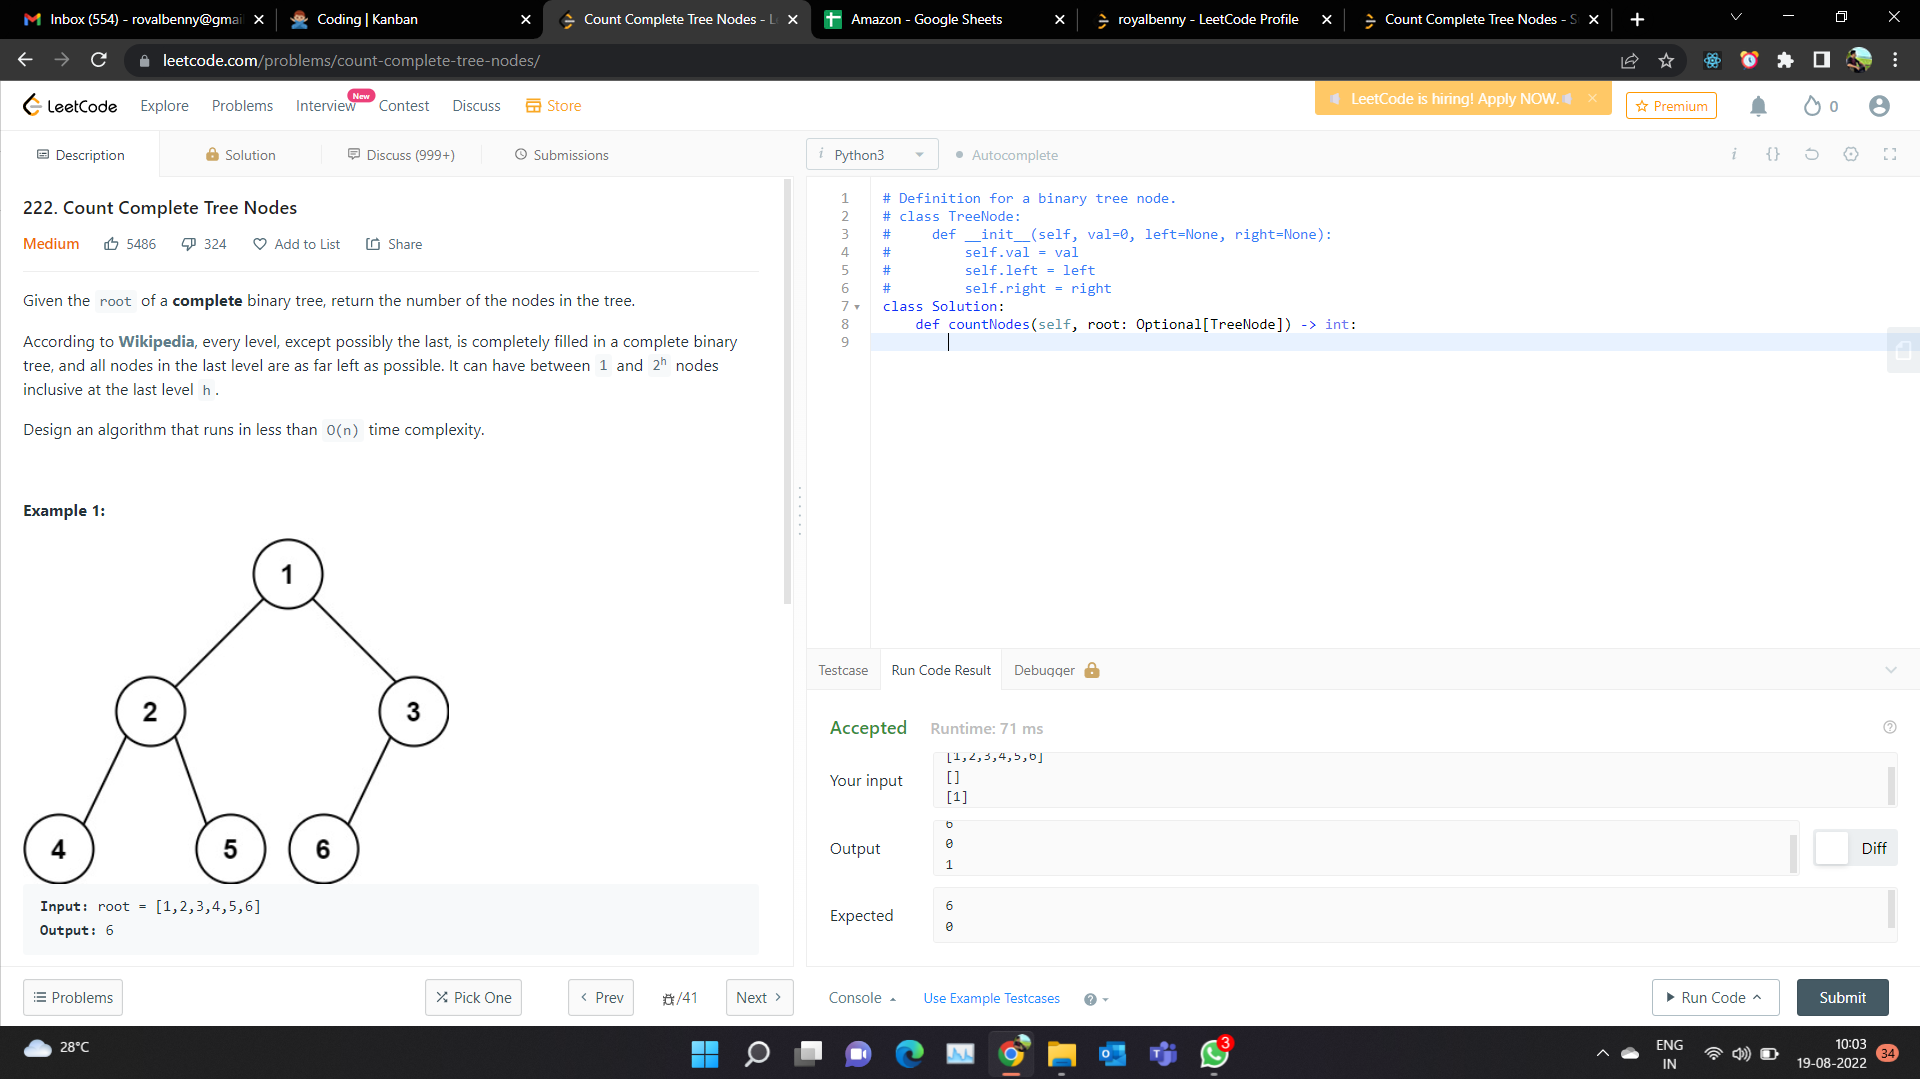 Inbox (554) - rovalbenny@gmai
Coding | Kanban
Count Complete Tree Nodes - L
Amazon - Google Sheets
royalbenny - LeetCode Profile
Count Complete Tree Nodes - S
leetcode.com/problems/count-complete-tree-nodes/
LeetCode
Explore
Problems
Interview
New
Contest
Discuss
Store
LeetCode is hiring! Apply NOW.
Premium
0
Description
Solution
Discuss (999+)
Submissions
i Python3
Autocomplete
222. Count Complete Tree Nodes
Medium
5486
324
Add to List
Share
Given the root of a complete binary tree, return the number of the nodes in the tree.
According to Wikipedia, every level, except possibly the last, is completely filled in a complete binary
tree, and all nodes in the last level are as far left as possible. It can have between 1 and 2h nodes
inclusive at the last level h.
Design an algorithm that runs in less than O(n) time complexity.
Example 1:
1
2
3
4
5
6
Input: root = [1,2,3,4,5,6]
Output: 6
1 # Definition for a binary tree node.
2 # class TreeNode:
3 #     def __init__(self, val=0, left=None, right=None):
4 #         self.val = val
5 #         self.left = left
6 #         self.right = right
7 class Solution:
8     def countNodes(self, root: Optional[TreeNode]) -> int:
9
Testcase
Run Code Result
Debugger
Accepted
Runtime: 71 ms
Your input
[1,2,3,4,5,6]
[]
[1]
Output
6
0
1
Diff
Expected
6
0
Problems
Pick One
Prev
/41
Next
Console
Use Example Testcases
Run Code
Submit
28°C
3
ENG
IN
10:03
19-08-2022
34